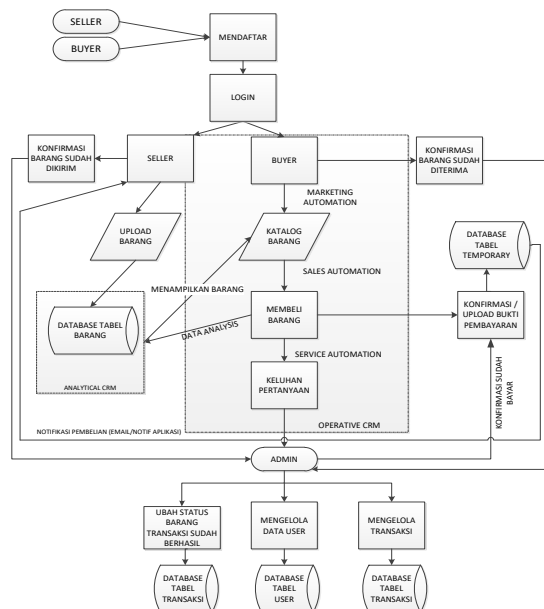 SELLER
BUYER
MENDAFTAR
LOGIN
KONFIRMASI
BARANG SUDAH
DIKIRIM
SELLER
BUYER
KONFIRMASI
BARANG SUDAH
DITERIMA
MARKETING
AUTOMATION
UPLOAD
BARANG
KATALOG
BARANG
DATABASE
TABEL
TEMPORARY
SALES AUTOMATION
MENAMPILKAN BARANG
DATABASE TABEL
BARANG
DATA ANALYSIS
MEMBELI
BARANG
KONFIRMASI /
UPLOAD BUKTI
PEMBAYARAN
SERVICE AUTOMATION
ANALYTICAL CRM
KELUHAN
PERTANYAAN
KONFIRMASI SUDAH
BAYAR
NOTIFIKASI PEMBELIAN (EMAIL/NOTIF APLIKASI)
OPERATIVE CRM
ADMIN
UBAH STATUS
BARANG
TRANSAKSI SUDAH
BERHASIL
MENGELOLA
DATA USER
MENGELOLA
TRANSAKSI
DATABASE
TABEL
TRANSAKSI
DATABASE
TABEL
USER
DATABASE
TABEL
TRANSAKSI